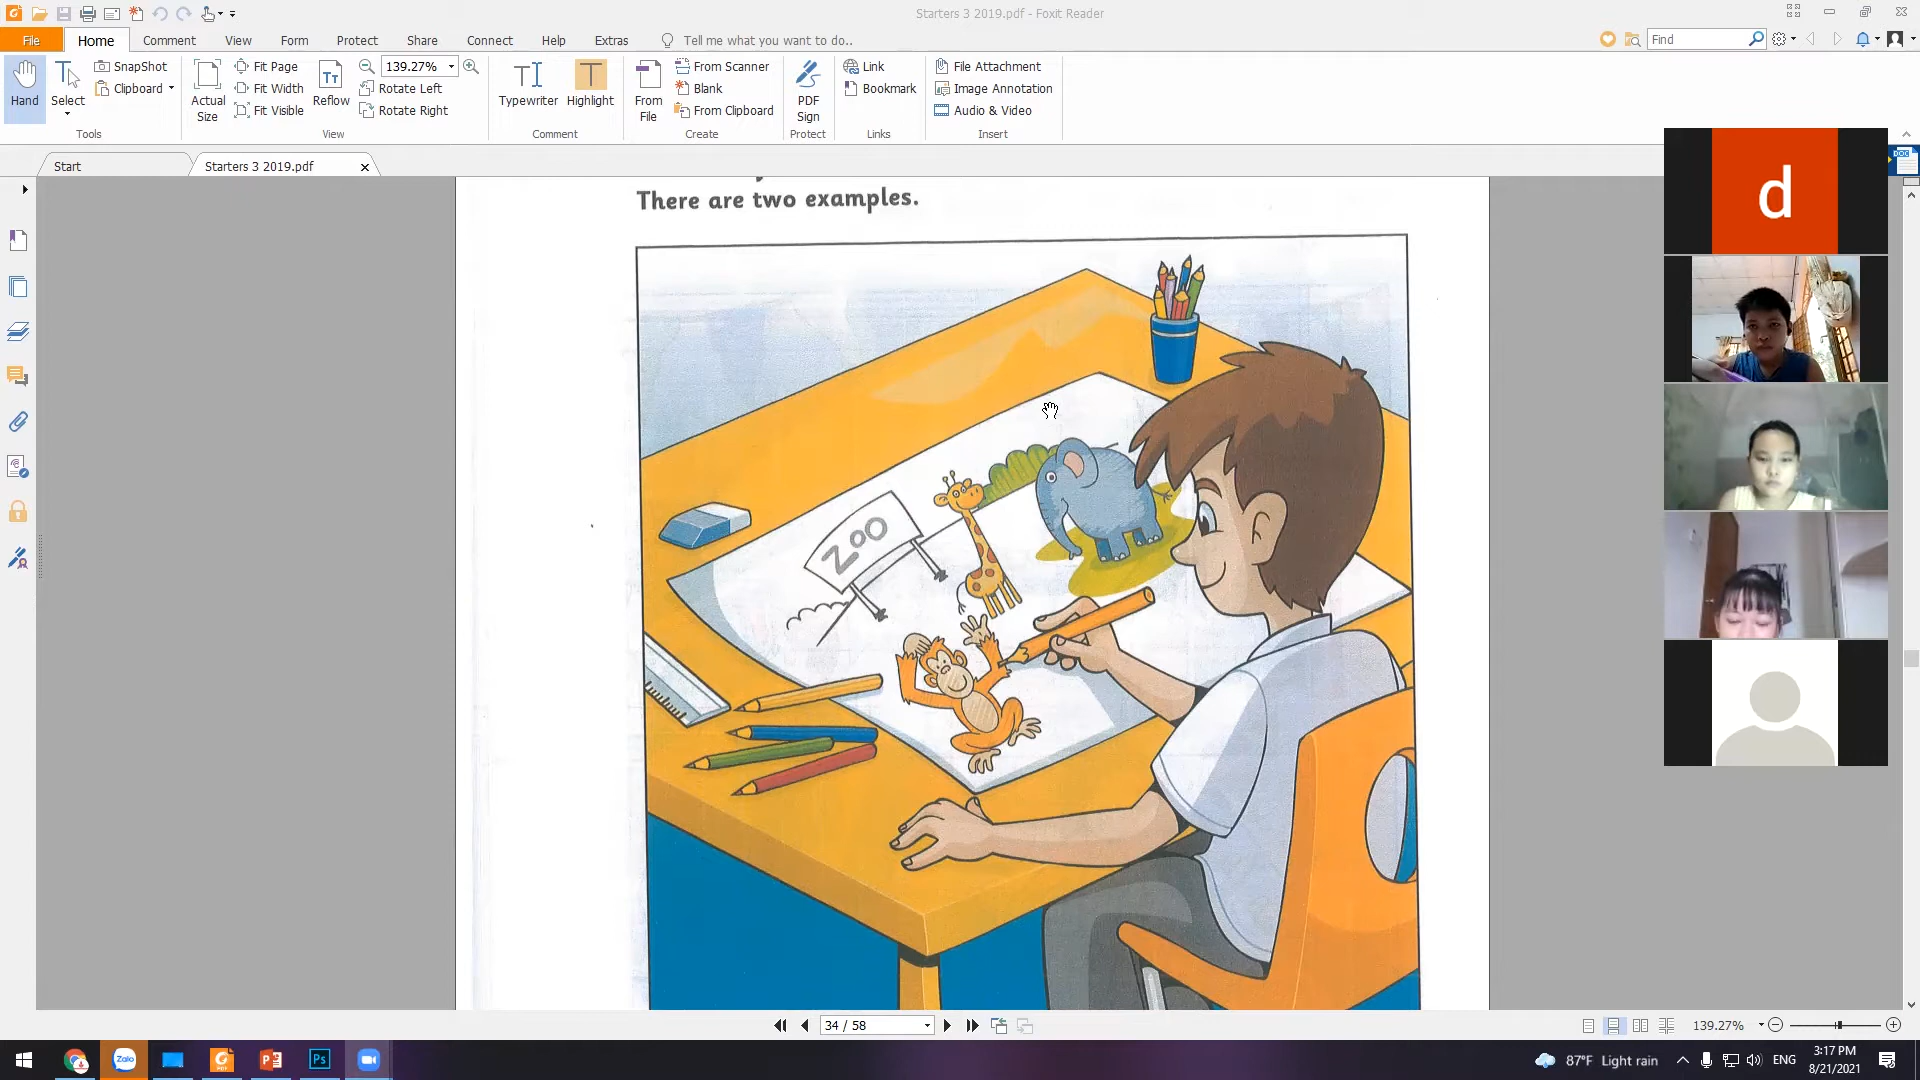 Starters 3 2019.pdf - Foxit Reader
File Home Comment View Form Protect Share Connect Help Extras Tell me what you want to do.. Find
Hand
Select
SnapShot
Clipboard
Tools
Actual Size
Fit Page
Fit Width
Fit Visible
Reflow
139.27%
Rotate Left
Rotate Right
View
Typewriter
Highlight
Comment
From File
From Scanner
Blank
From Clipboard
Create
PDF Sign
Protect
Link
Bookmark
Links
File Attachment
Image Annotation
Audio & Video
Insert
Start
Starters 3 2019.pdf
DOC
There are two examples.
ZOO
d
34 / 58
139.27%
Zalo
Ps
87°F Light rain
ENG
3:17 PM
8/21/2021